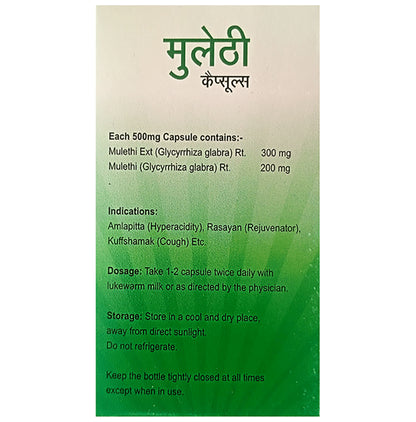 मुलेठी
कैप्सूल्स
Each 500mg Capsule contains:-
Mulethi Ext (Glycyrrhiza glabra) Rt. 300 mg
Mulethi (Glycyrrhiza glabra) Rt. 200 mg
.
Indications:
Amlapitta (Hyperacidity), Rasayan (Rejuvenator),
Kuffshamak (Cough) Etc.
Dosage: Take 1-2 capsule twice daily with
lukewarm milk or as directed by the physician.
Storage: Store in a cool and dry place,
away from direct sunlight.
Do not refrigerate.
Keep the bottle tightly closed at all times
except when in use.